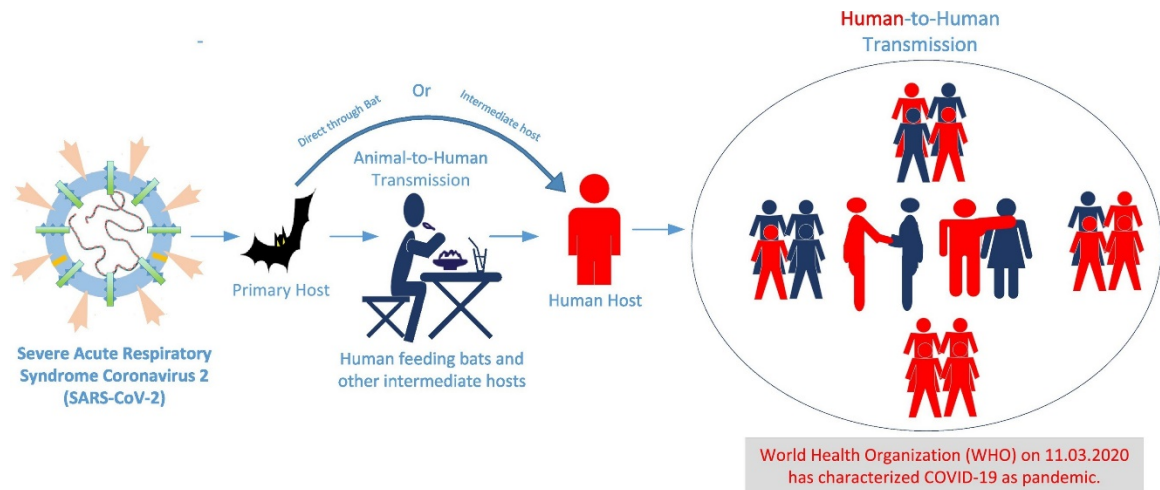 Human-to-Human
Transmission
Or
Direct through Bat
Intermediate host
Animal-to-Human
Transmission
Primary Host
Human Host
Severe Acute Respiratory
Syndrome Coronavirus 2
(SARS-CoV-2)
Human feeding bats and
other intermediate hosts
World Health Organization (WHO) on 11.03.2020
has characterized COVID-19 as pandemic.